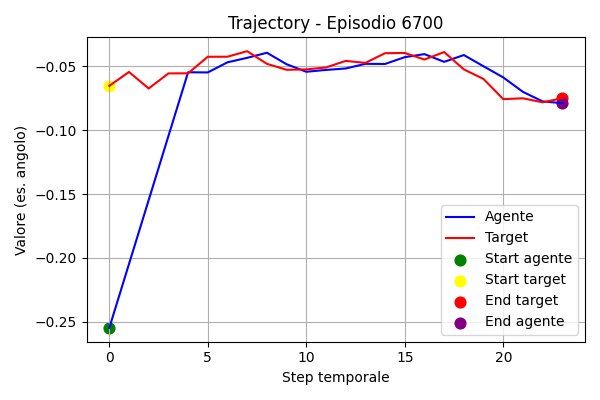 Trajectory - Episodio 6700
Valore (es. angolo)
−0.05
−0.10
−0.15
−0.20
−0.25
0
5
10
15
20
Step temporale
Agente
Target
Start agente
Start target
End target
End agente